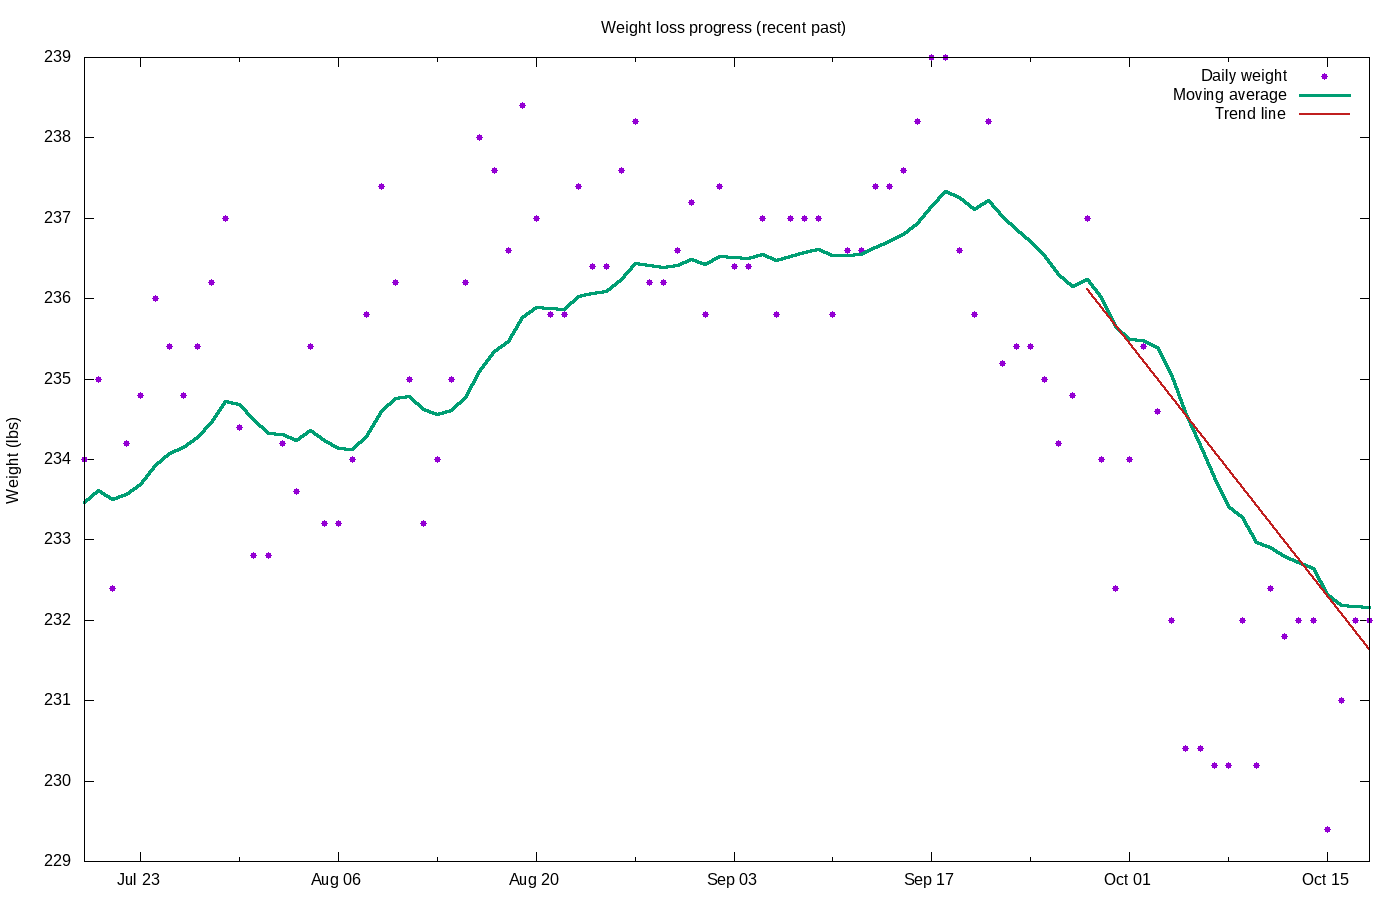 Weight loss progress (recent past)
239
238
237
236
235
234
233
232
231
230
229
Weight (lbs)
Daily weight
Moving average
Trend line
Jul 23 Aug 06 Aug 20 Sep 03 Sep 17 Oct 01 Oct 15